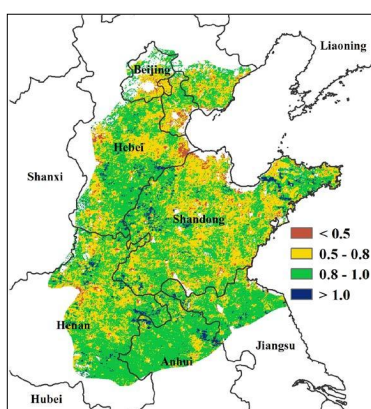 Liaoning
Beijing
Hebei
Shanxi
Shandong
< 0.5
0.5 - 0.8
0.8 - 1.0
> 1.0
Henan
Jiangsu
Anhui
Hubei